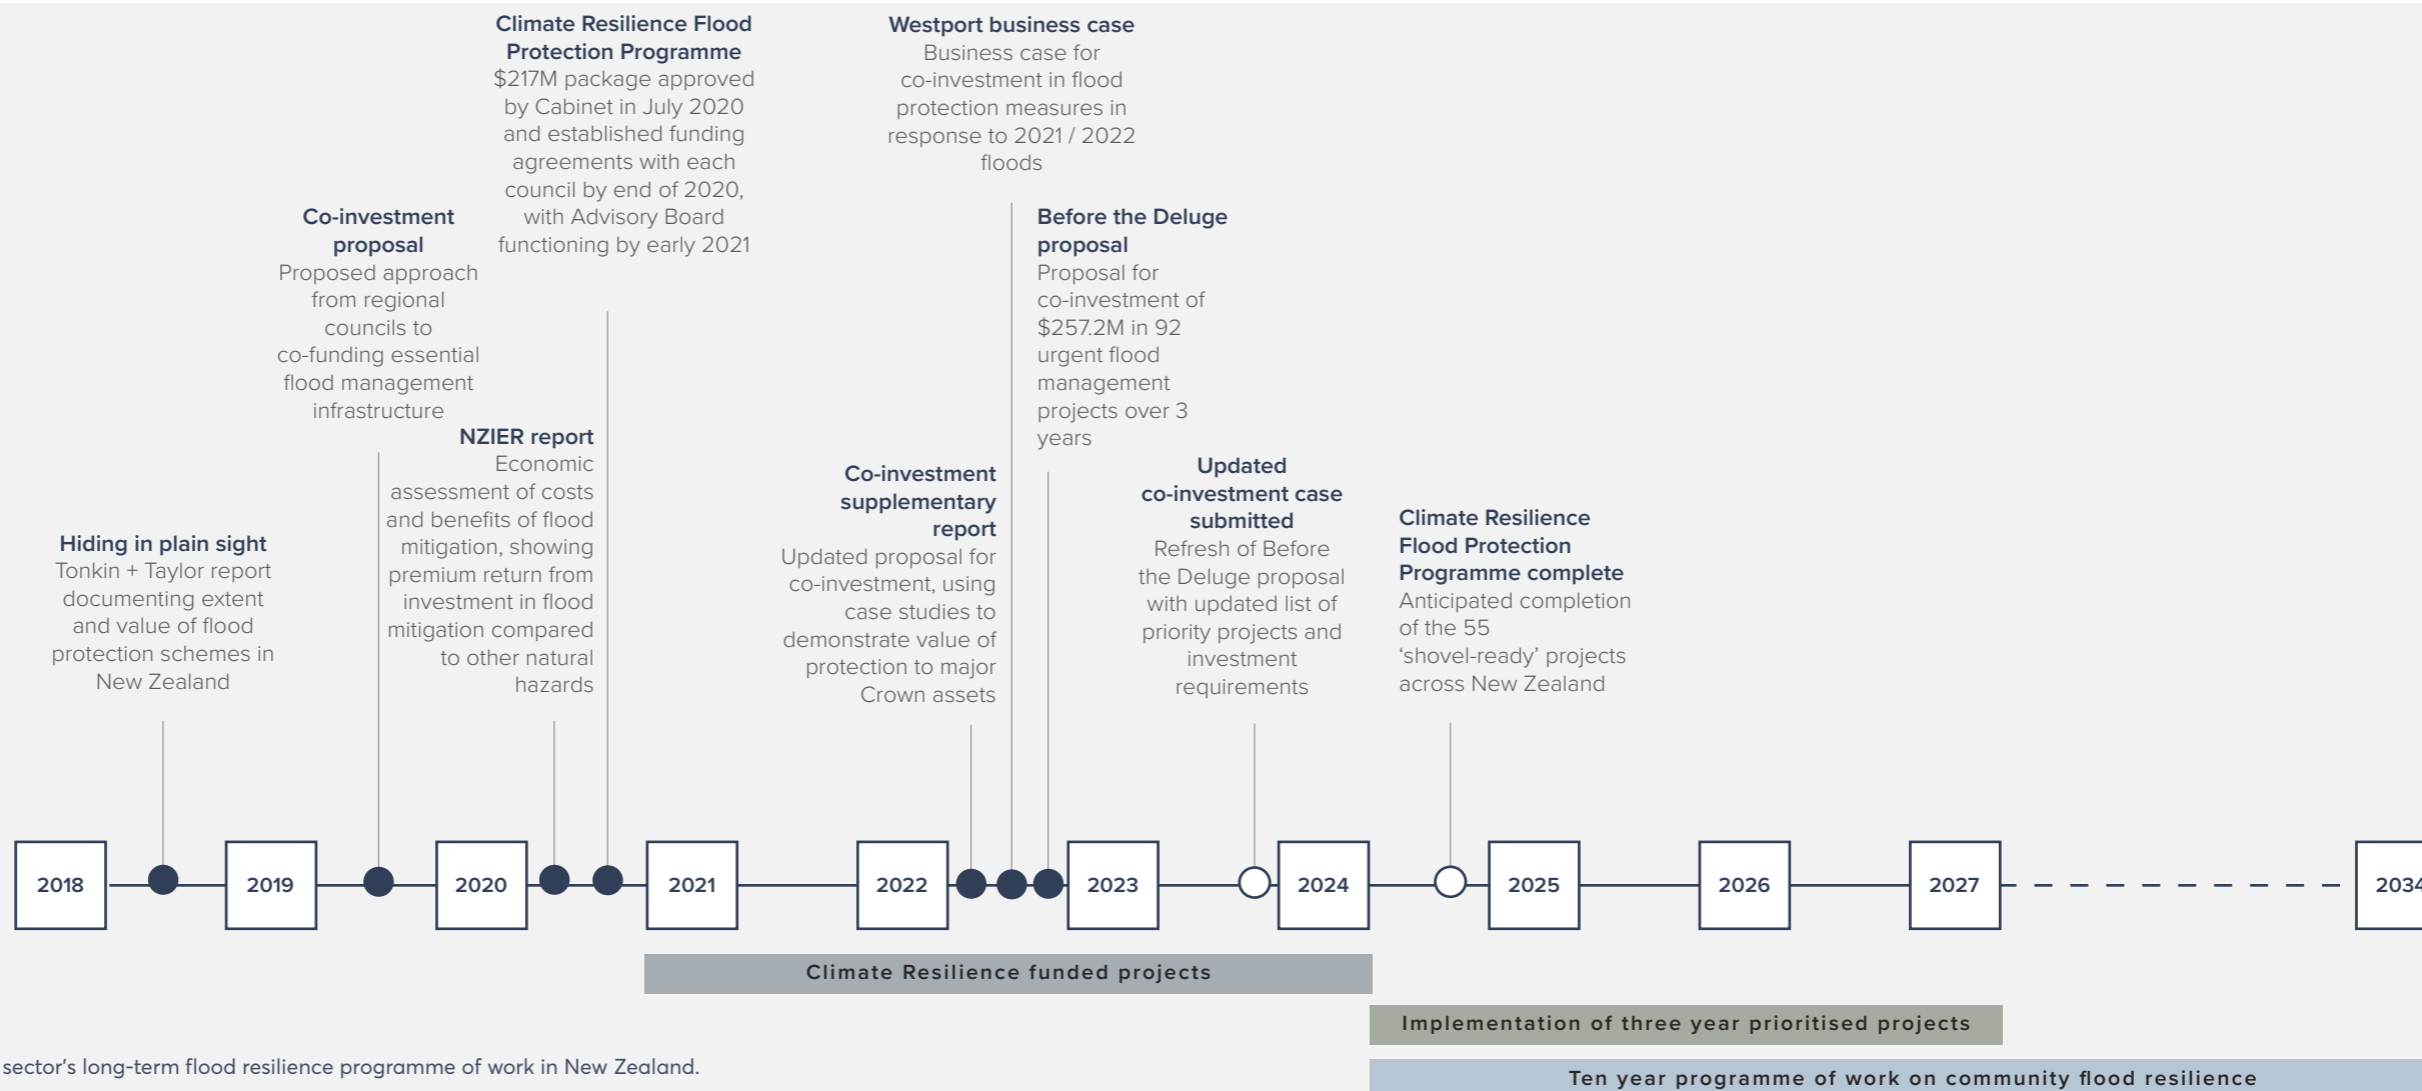 Climate Resilience Flood
Protection Programme
$217M package approved
by Cabinet in July 2020
and established funding
agreements with each
council by end of 2020,
with Advisory Board
functioning by early 2021
Westport business case
Business case for
co-investment in flood
protection measures in
response to 2021 / 2022
floods
Co-investment
proposal
Proposed approach
from regional
councils to
co-funding essential
flood management
infrastructure
Before the Deluge
proposal
Proposal for
co-investment of
$257.2M in 92
urgent flood
management
projects over 3
years
NZIER report
Economic
assessment of costs
and benefits of flood
mitigation, showing
premium return from
investment in flood
mitigation compared
to other natural
hazards
Co-investment
supplementary
report
Updated proposal for
co-investment, using
case studies to
demonstrate value of
protection to major
Crown assets
Updated
co-investment case
submitted
Refresh of Before
the Deluge proposal
with updated list of
priority projects and
investment
requirements
Climate Resilience
Flood Protection
Programme complete
Anticipated completion
of the 55
‘shovel-ready’ projects
across New Zealand
Hiding in plain sight
Tonkin + Taylor report
documenting extent
and value of flood
protection schemes in
New Zealand
2018
2019
2020
2021
2022
2023
2024
2025
2026
2027
2034
Climate Resilience funded projects
Implementation of three year prioritised projects
sector's long-term flood resilience programme of work in New Zealand.
Ten year programme of work on community flood resilience